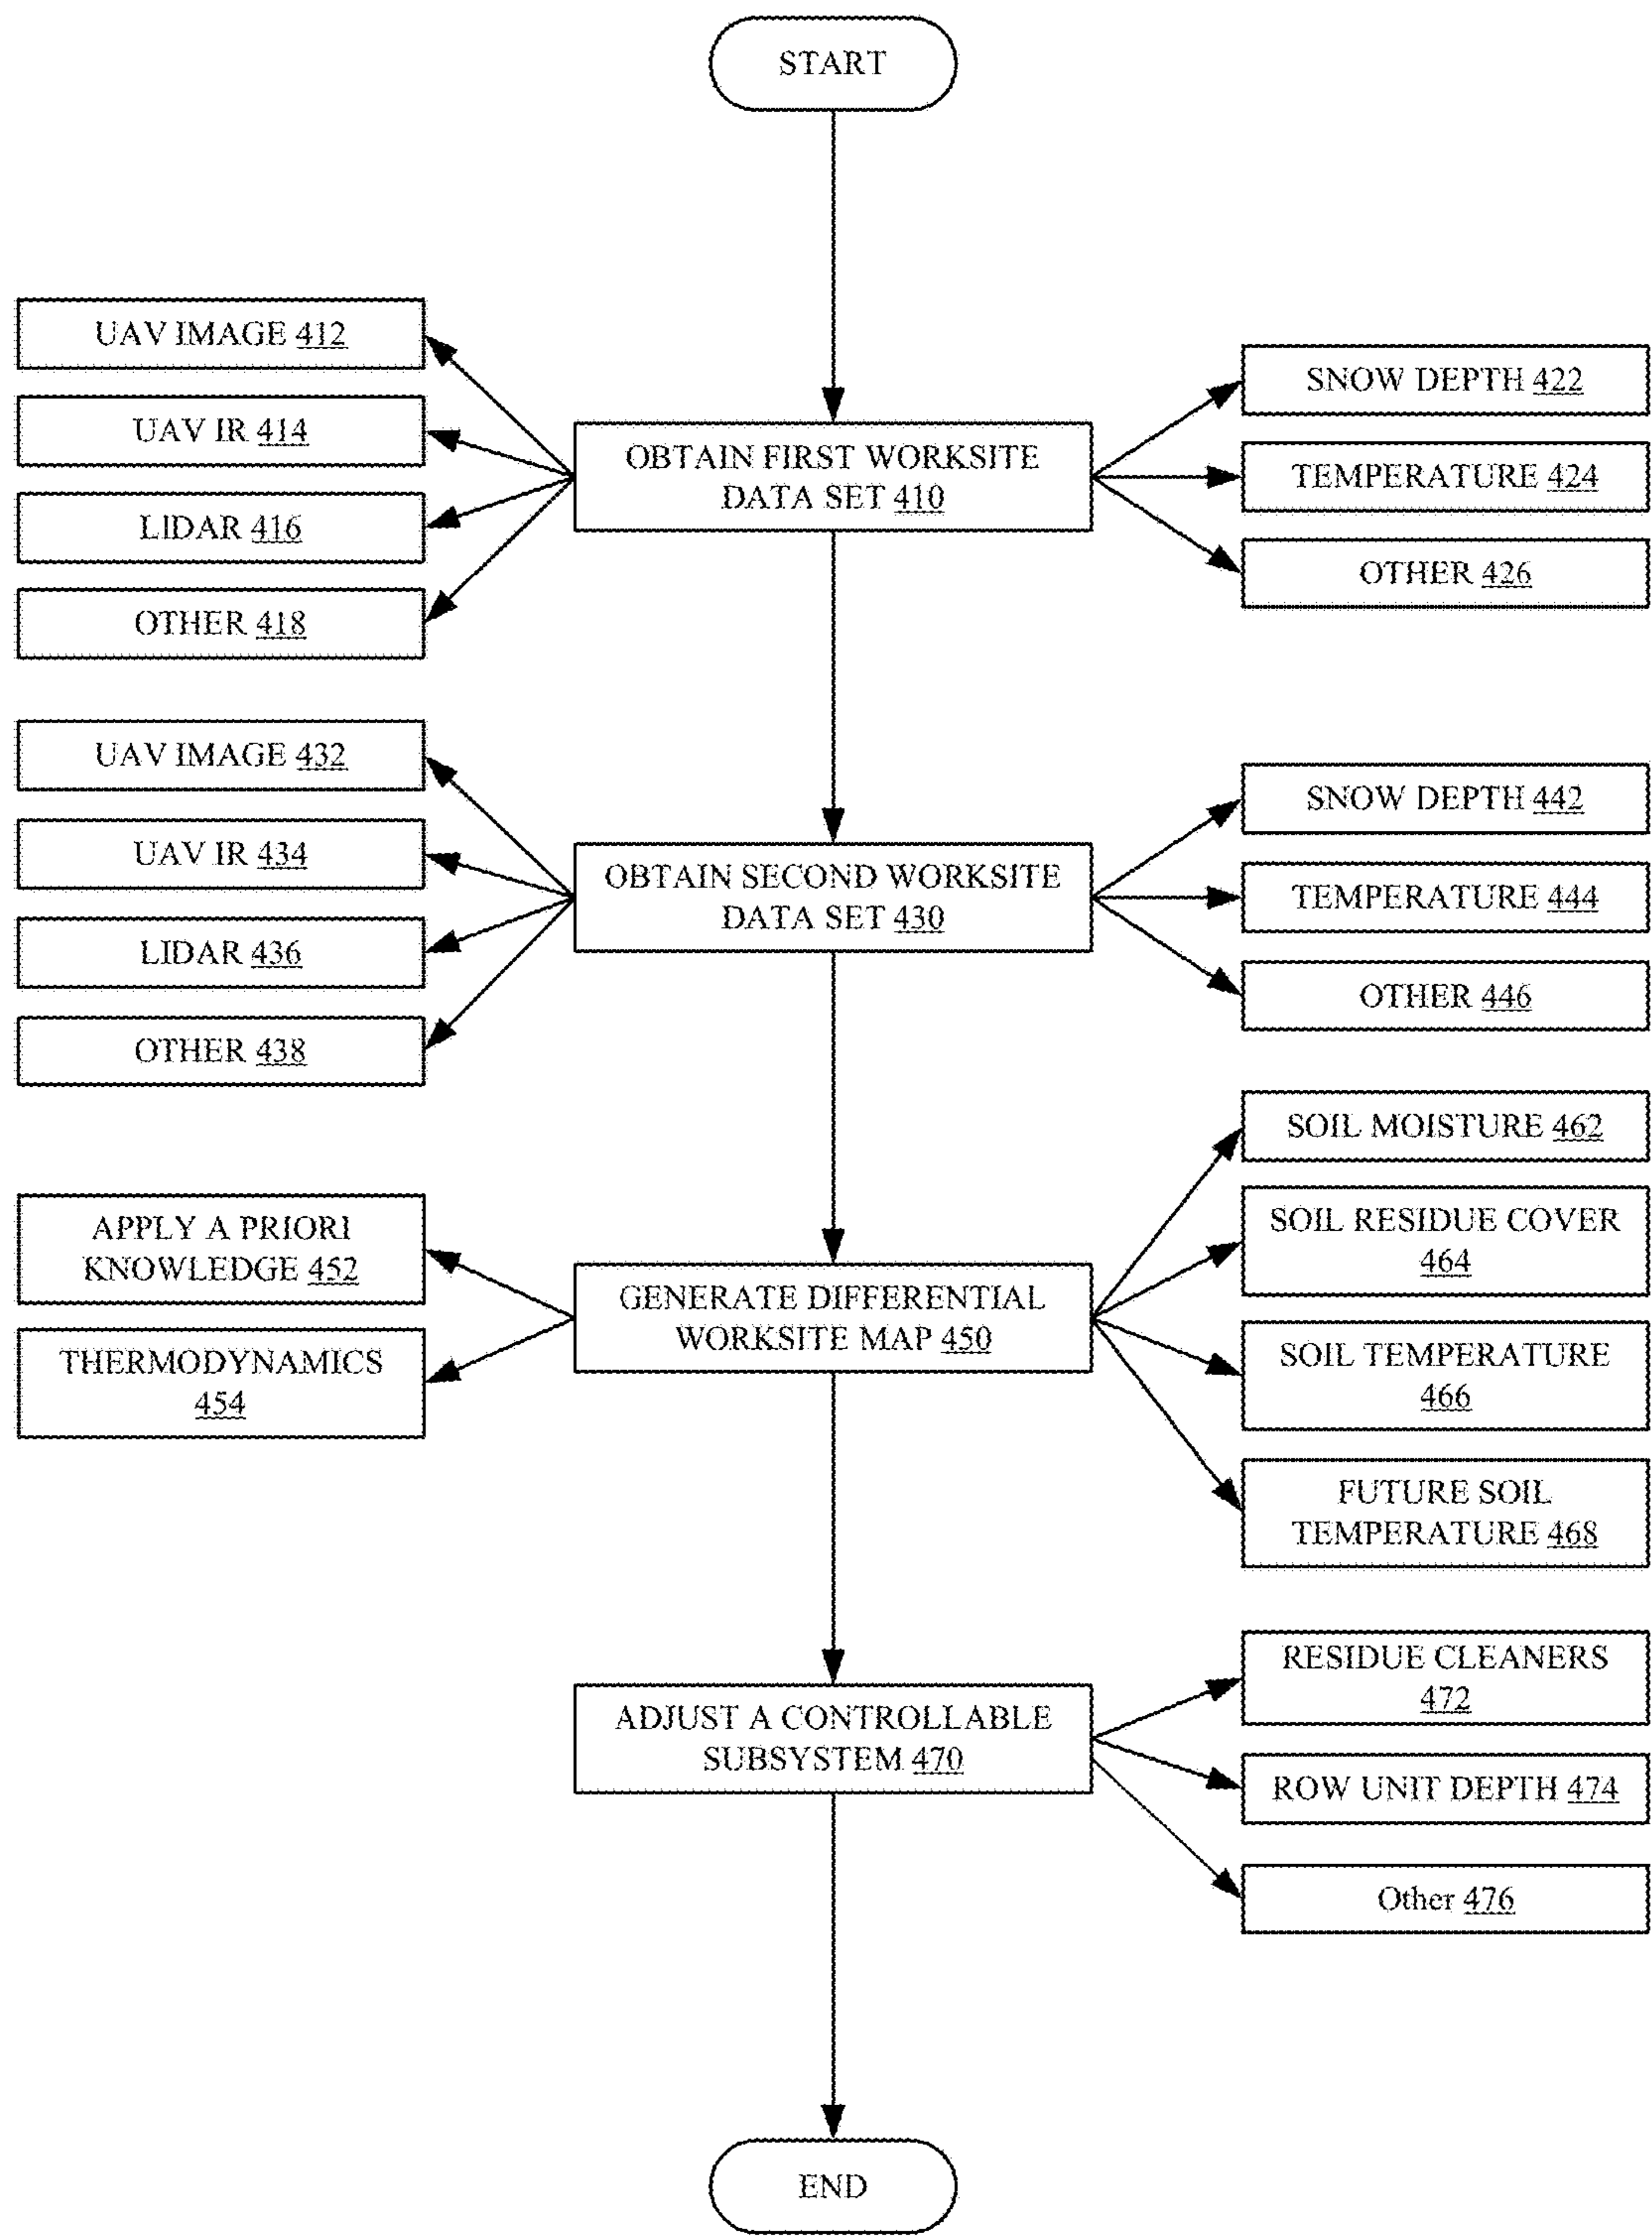 START
UAV IMAGE 412
UAV IR 414
LIDAR 416
OTHER 418
OBTAIN FIRST WORKSITE
DATA SET 410
SNOW DEPTH 422
TEMPERATURE 424
OTHER 426
UAV IMAGE 432
UAV IR 434
LIDAR 436
OTHER 438
OBTAIN SECOND WORKSITE
DATA SET 430
SNOW DEPTH 442
TEMPERATURE 444
OTHER 446
APPLY A PRIORI
KNOWLEDGE 452
THERMODYNAMICS
454
GENERATE DIFFERENTIAL
WORKSITE MAP 450
SOIL MOISTURE 462
SOIL RESIDUE COVER
464
SOIL TEMPERATURE
466
FUTURE SOIL
TEMPERATURE 468
ADJUST A CONTROLLABLE
SUBSYSTEM 470
RESIDUE CLEANERS
472
ROW UNIT DEPTH 474
Other 476
END